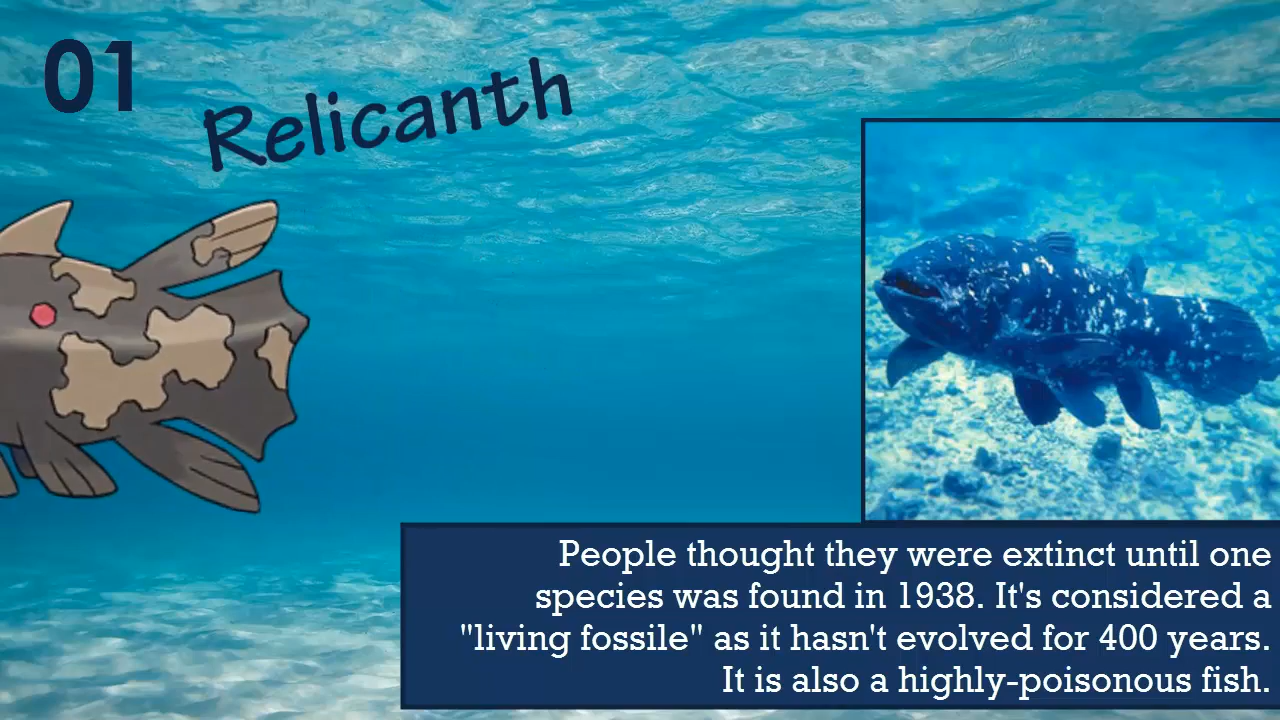 01
Relicanth
People thought they were extinct until one
species was found in 1938. It's considered a
"living fossile" as it hasn't evolved for 400 years.
It is also a highly-poisonous fish.